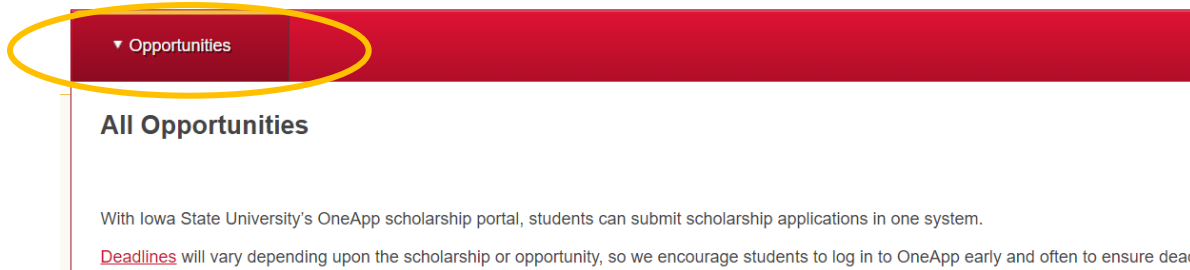 Opportunities
All Opportunities
With Iowa State University's OneApp scholarship portal, students can submit scholarship applications in one system.
Deadlines will vary depending upon the scholarship or opportunity, so we encourage students to log in to OneApp early and often to ensure